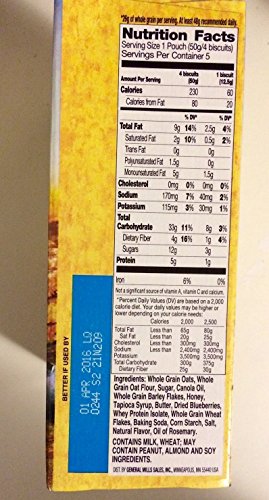 *26g of whole grain per serving. At least 48g recommended daily.
Nutrition Facts
Serving Size 1 Pouch (50g/4 biscuits)
Servings Per Container 5
Amount Per Serving 4 biscuits (50g) 1 biscuit (12.5g)
Calories 230 60
Calories from Fat 80 20
% DV* % DV*
Total Fat 9g 14% 2.5g 4%
Saturated Fat 2g 10% 0.5g 2%
Trans Fat 0g 0g
Polyunsaturated Fat 1.5g 0g
Monounsaturated Fat 5g 1.5g
Cholesterol 0mg 0% 0mg 0%
Sodium 170mg 7% 40mg 2%
Potassium 115mg 3% 30mg 1%
Total
Carbohydrate 33g 11% 8g 3%
Dietary Fiber 4g 16% 1g 4%
Sugars 12g 3g
Protein 5g 1g
Iron 6% 0%
Not a significant source of vitamin A, vitamin C and calcium.
*Percent Daily Values (DV) are based on a 2,000
calorie diet. Your daily values may be higher or
lower depending on your calorie needs:
Calories 2,000 2,500
Total Fat Less than 65g 80g
Sat Fat Less than 20g 25g
Cholesterol Less than 300mg 300mg
Sodium Less than 2,400mg 2,400mg
Potassium 3,500mg 3,500mg
Total Carbohydrate 300g 375g
Dietary Fiber 25g 30g
Ingredients: Whole Grain Oats, Whole
Grain Oat Flour, Sugar, Canola Oil,
Whole Grain Barley Flakes, Honey,
Tapioca Syrup, Butter, Dried Blueberries,
Whey Protein Isolate, Whole Grain Wheat
Flakes, Baking Soda, Corn Starch, Salt,
Natural Flavor, Oil of Rosemary.
CONTAINS MILK, WHEAT; MAY
CONTAIN PEANUT, ALMOND AND SOY
INGREDIENTS.
DIST. BY GENERAL MILLS SALES, INC., MINNEAPOLIS, MN 55440 USA
BETTER IF USED BY
01 APR 2016 LD
0244 S2 21N209